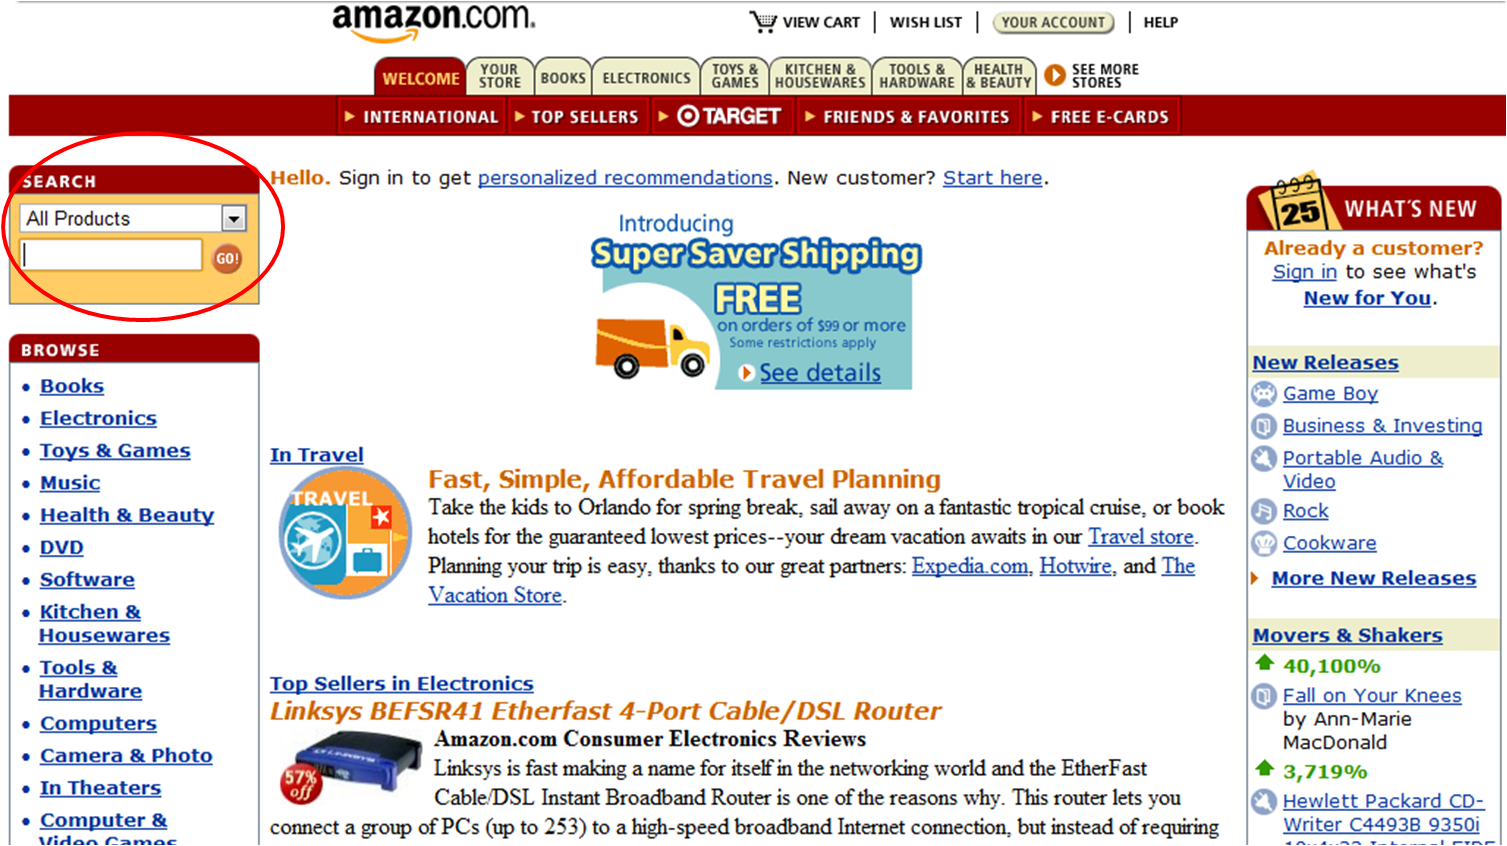 amazon.com.
VIEW CART | WISH LIST | YOUR ACCOUNT | HELP
WELCOME
YOUR
STORE
BOOKS
ELECTRONICS
TOYS &
GAMES
KITCHEN &
HOUSEWARES
TOOLS &
HARDWARE
HEALTH
& BEAUTY
SEE MORE
STORES
INTERNATIONAL
TOP SELLERS
TARGET
FRIENDS & FAVORITES
FREE E-CARDS
SEARCH
All Products
GO!
BROWSE
• Books
• Electronics
• Toys & Games
• Music
• Health & Beauty
• DVD
• Software
• Kitchen &
Housewares
• Tools &
Hardware
• Computers
• Camera & Photo
• In Theaters
• Computer &
Video Games
Hello. Sign in to get personalized recommendations. New customer? Start here.
Introducing
Super Saver Shipping
FREE
on orders of $99 or more
Some restrictions apply
See details
In Travel
TRAVEL
Fast, Simple, Affordable Travel Planning
Take the kids to Orlando for spring break, sail away on a fantastic tropical cruise, or book
hotels for the guaranteed lowest prices--your dream vacation awaits in our Travel store.
Planning your trip is easy, thanks to our great partners: Expedia.com, Hotwire, and The
Vacation Store.
Top Sellers in Electronics
Linksys BEFSR41 Etherfast 4-Port Cable/DSL Router
LINKSYS
57%
off
Amazon.com Consumer Electronics Reviews
Linksys is fast making a name for itself in the networking world and the EtherFast
Cable/DSL Instant Broadband Router is one of the reasons why. This router lets you
connect a group of PCs (up to 253) to a high-speed broadband Internet connection, but instead of requiring
25
WHAT'S NEW
Already a customer?
Sign in to see what's
New for You.
New Releases
Game Boy
Business & Investing
Portable Audio &
Video
Rock
Cookware
More New Releases
Movers & Shakers
40,100%
Fall on Your Knees
by Ann-Marie
MacDonald
3,719%
Hewlett Packard CD-
Writer C4493B 9350i
10x4x32 Internal EIDE